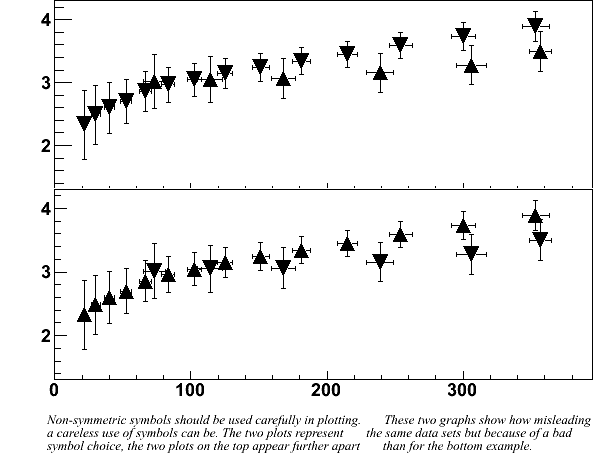 4
3
2
4
3
2
0 100 200 300
Non-symmetric symbols should be used carefully in plotting. These two graphs show how misleading
a careless use of symbols can be. The two plots represent the same data sets but because of a bad
symbol choice, the two plots on the top appear further apart than for the bottom example.